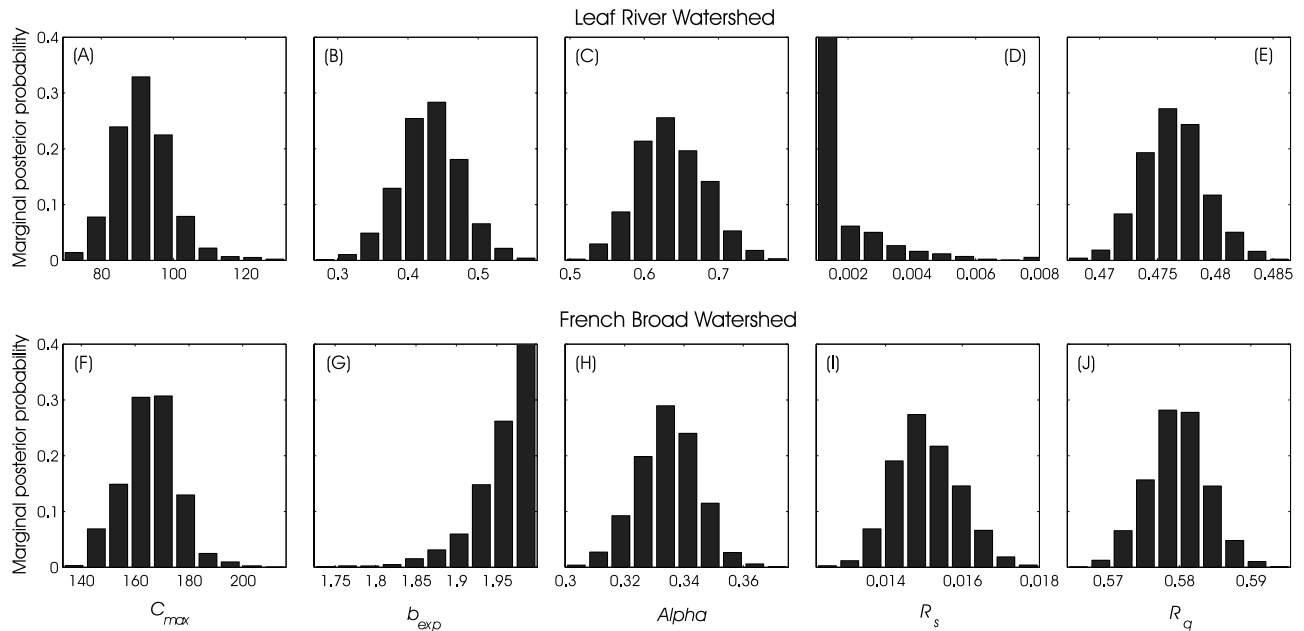 Leaf River Watershed
Marginal posterior probability
0.4
0.3
0.2
0.1
0
(A)
80 100 120
(B)
0.3 0.4 0.5
(C)
0.5 0.6 0.7
(D)
0.002 0.004 0.006 0.008
(E)
0.47 0.475 0.48 0.485
French Broad Watershed
Marginal posterior probability
0.4
0.3
0.2
0.1
0
(F)
140 160 180 200
(G)
1.75 1.8 1.85 1.9 1.95
(H)
0.3 0.32 0.34 0.36
(I)
0.014 0.016 0.018
(J)
0.57 0.58 0.59
C max
b exp
Alpha
R s
R q